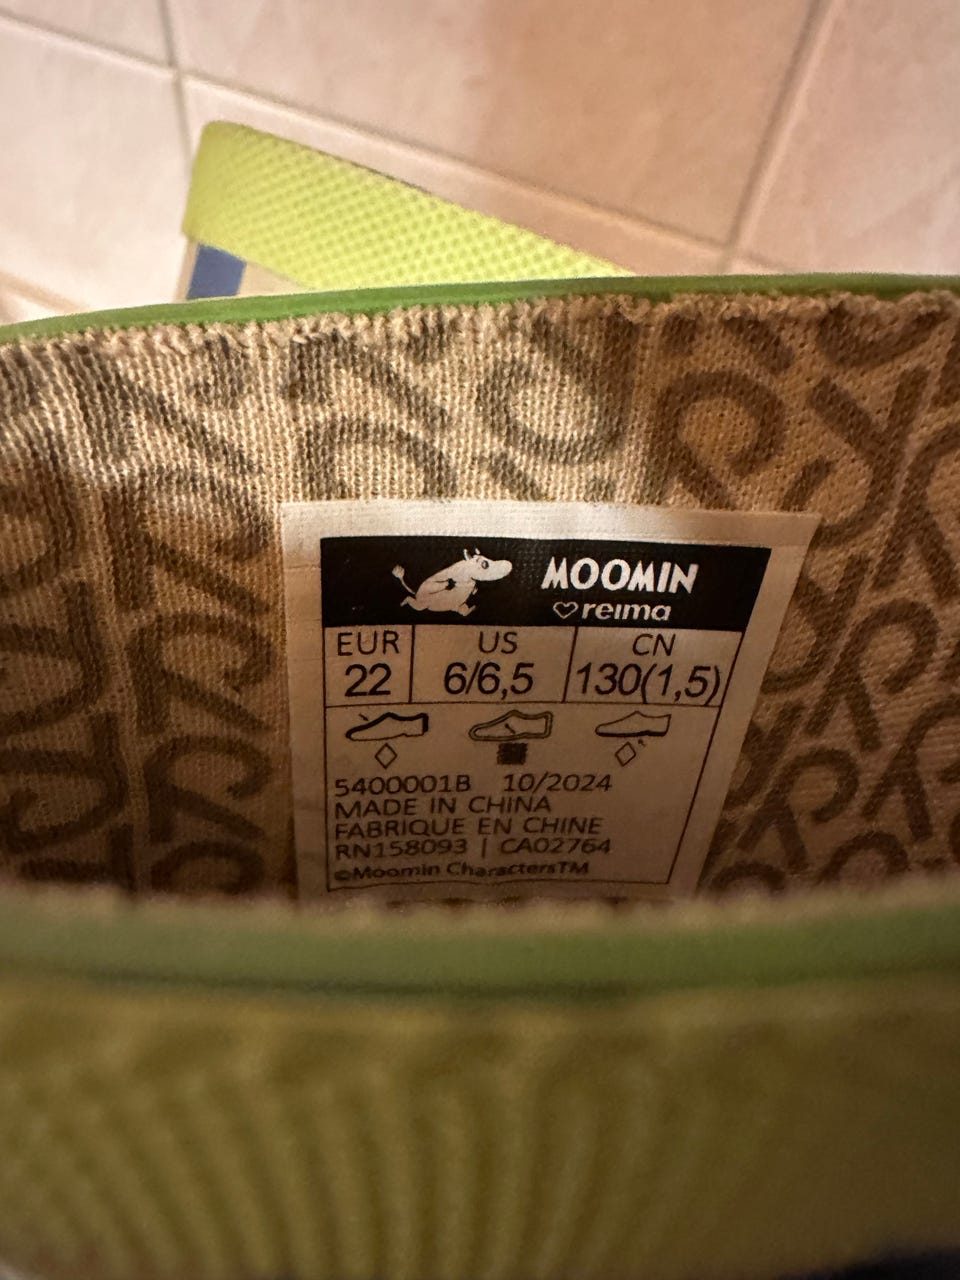 MOOMIN
reima
EUR US CN
22 6/6,5 130(1,5)
5400001B 10/2024
MADE IN CHINA
FABRIQUE EN CHINE
RN158093 | CA02764
©Moomin Characters™